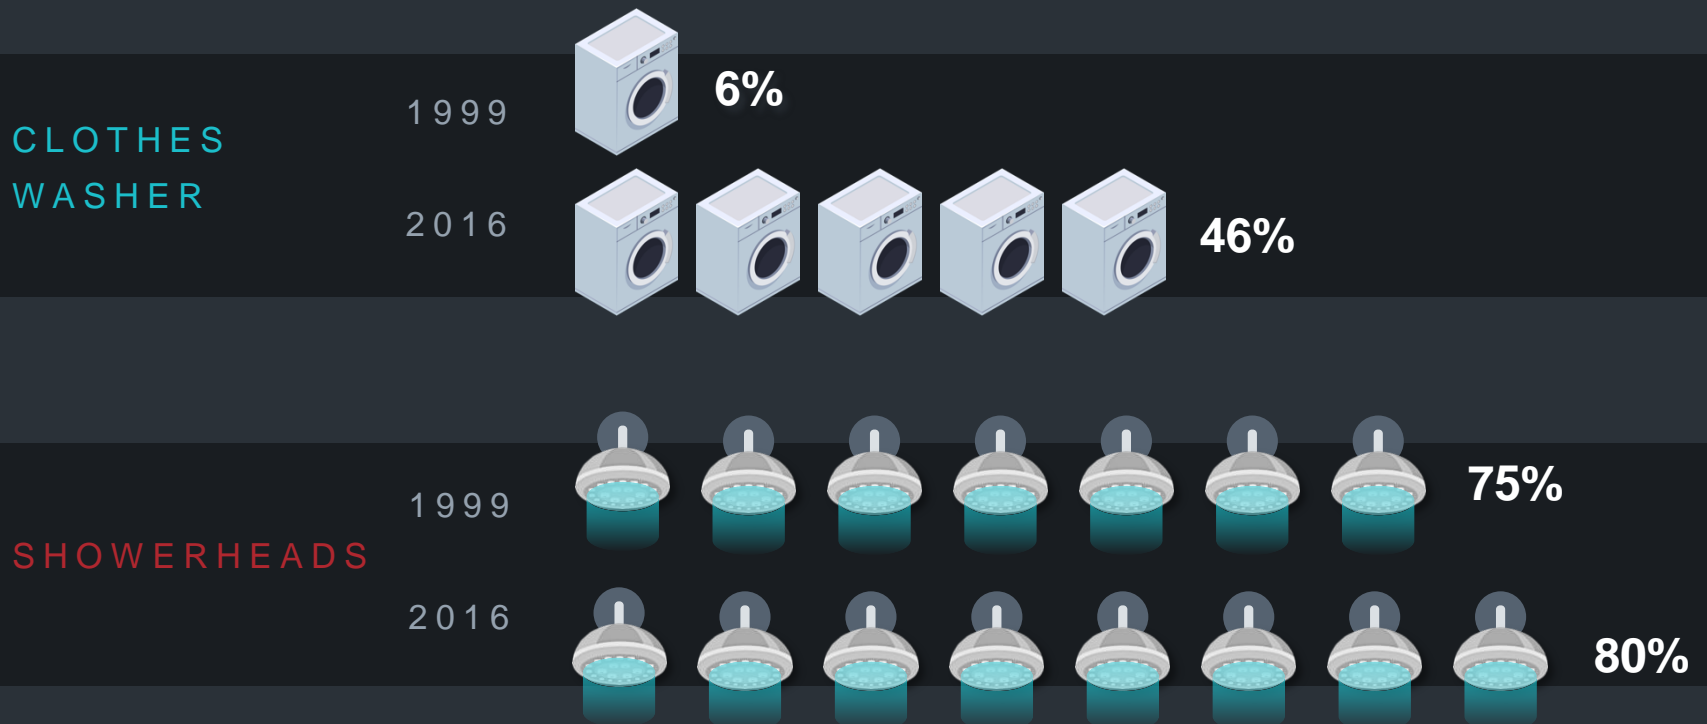 CLOTHES
WASHER
1999
6%
2016
46%
SHOWERHEADS
1999
75%
2016
80%